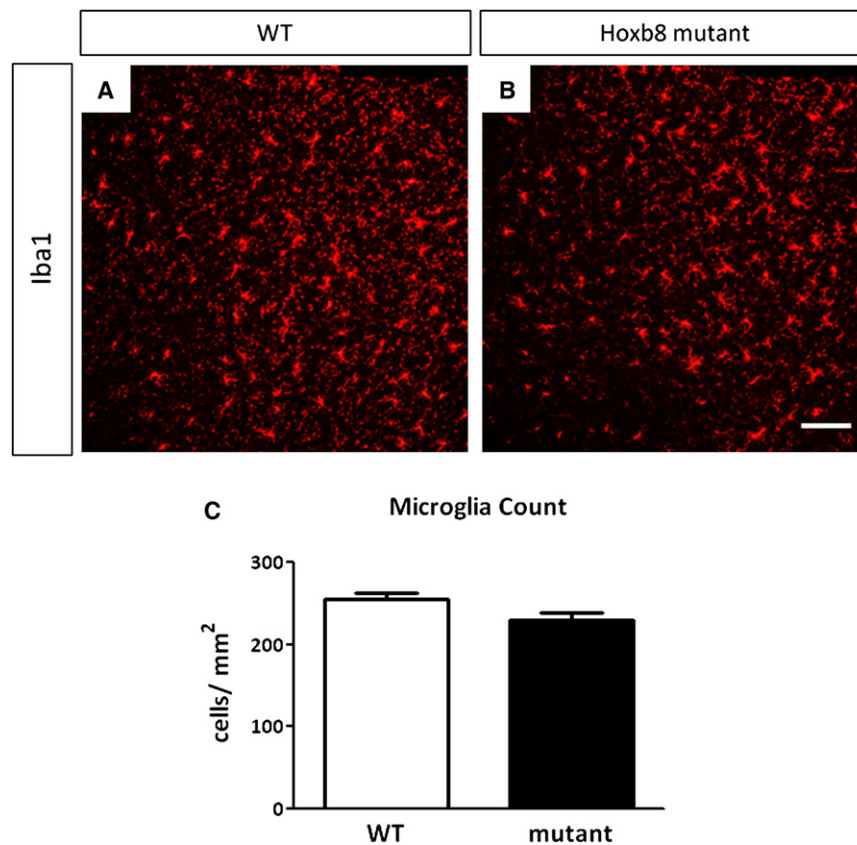 WT
Hoxb8 mutant
Iba1
A
B
C
Microglia Count
cells/ mm²
300
200
100
0
WT
mutant